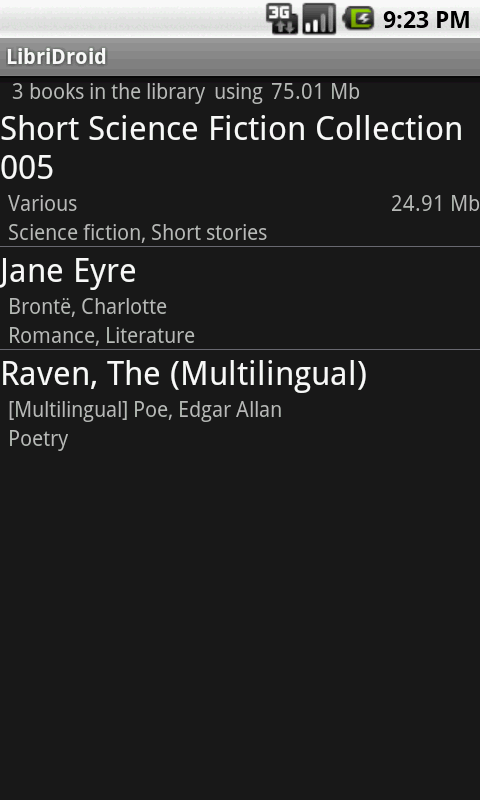 3G 9:23 PM
LibriDroid
3 books in the library using 75.01 Mb
Short Science Fiction Collection
005
Various 24.91 Mb
Science fiction, Short stories
Jane Eyre
Brontë, Charlotte
Romance, Literature
Raven, The (Multilingual)
[Multilingual] Poe, Edgar Allan
Poetry